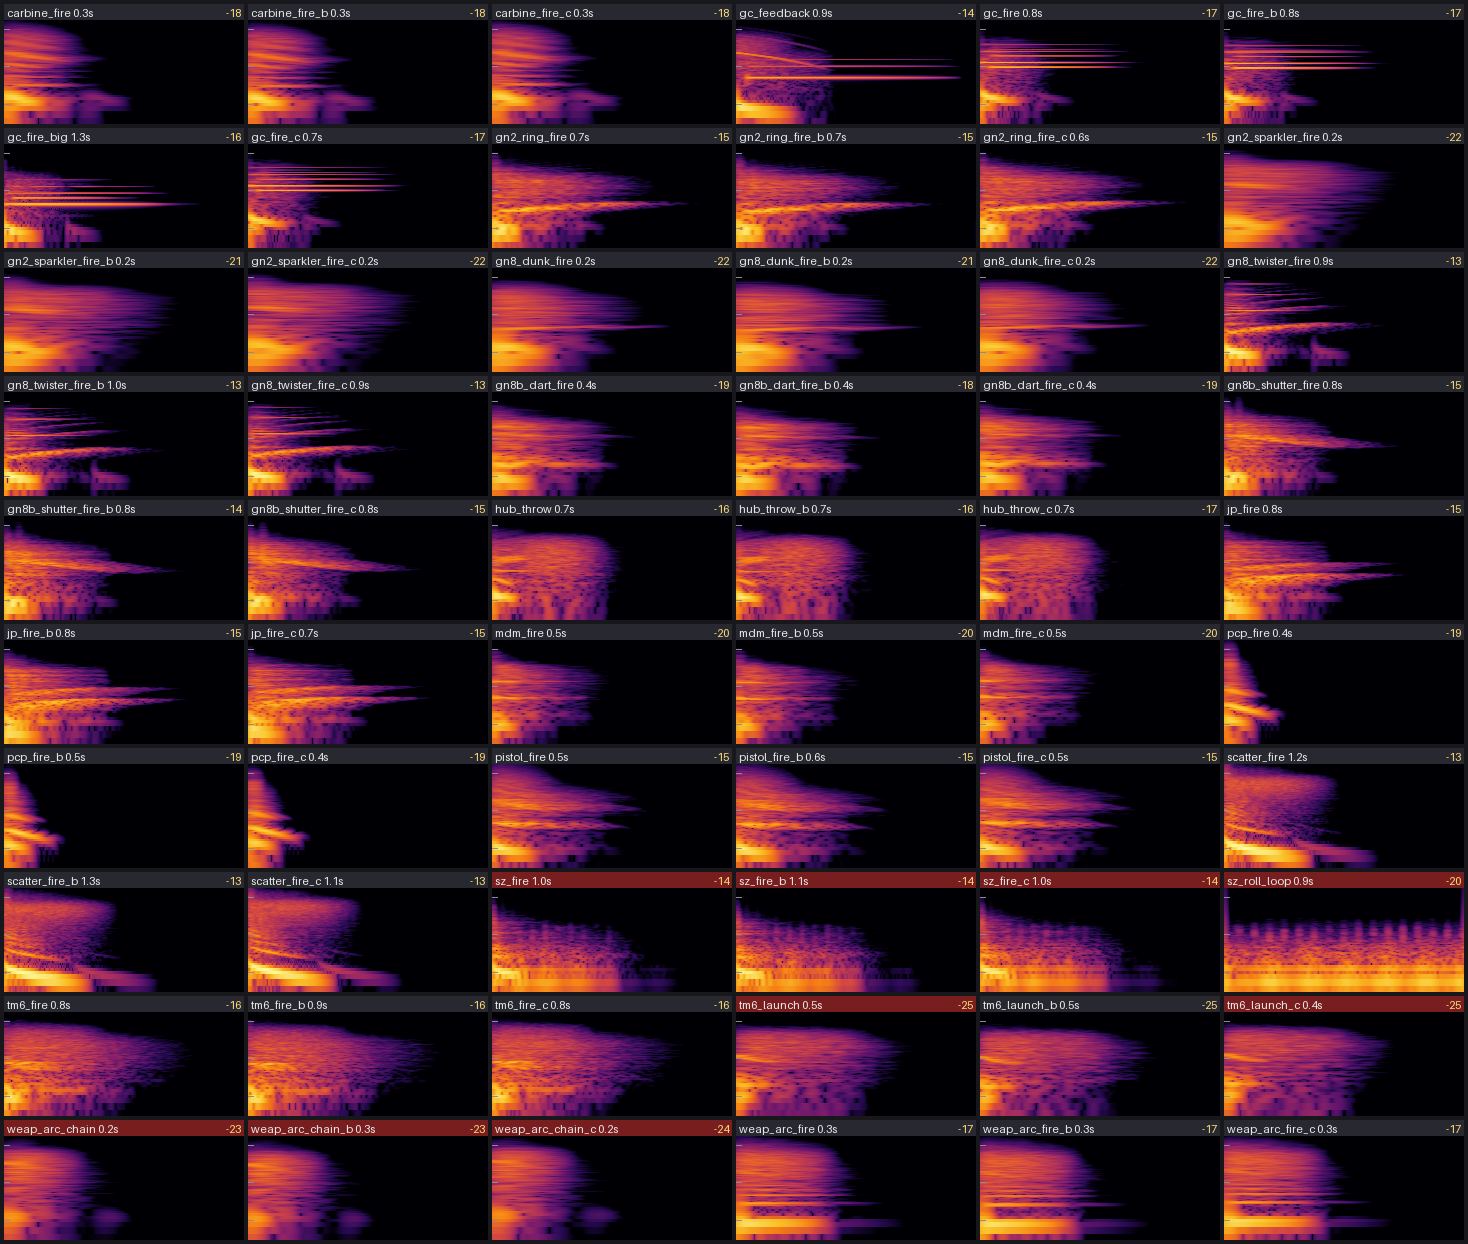 carbine_fire 0.3s -18 carbine_fire_b 0.3s -18 carbine_fire_c 0.3s -18 gc_feedback 0.9s -14 gc_fire 0.8s -17 gc_fire_b 0.8s -17
gc_fire_big 1.3s -16 gc_fire_c 0.7s -17 gn2_ring_fire 0.7s -15 gn2_ring_fire_b 0.7s -15 gn2_ring_fire_c 0.6s -15 gn2_sparkler_fire 0.2s -22
gn2_sparkler_fire_b 0.2s -21 gn2_sparkler_fire_c 0.2s -22 gn8_dunk_fire 0.2s -22 gn8_dunk_fire_b 0.2s -21 gn8_dunk_fire_c 0.2s -22 gn8_twister_fire 0.9s -13
gn8_twister_fire_b 1.0s -13 gn8_twister_fire_c 0.9s -13 gn8b_dart_fire 0.4s -19 gn8b_dart_fire_b 0.4s -18 gn8b_dart_fire_c 0.4s -19 gn8b_shutter_fire 0.8s -15
gn8b_shutter_fire_b 0.8s -14 gn8b_shutter_fire_c 0.8s -15 hub_throw 0.7s -16 hub_throw_b 0.7s -16 hub_throw_c 0.7s -17 jp_fire 0.8s -15
jp_fire_b 0.8s -15 jp_fire_c 0.7s -15 mdm_fire 0.5s -20 mdm_fire_b 0.5s -20 mdm_fire_c 0.5s -20 pcp_fire 0.4s -19
pcp_fire_b 0.5s -19 pcp_fire_c 0.4s -19 pistol_fire 0.5s -15 pistol_fire_b 0.6s -15 pistol_fire_c 0.5s -15 scatter_fire 1.2s -13
scatter_fire_b 1.3s -13 scatter_fire_c 1.1s -13 sz_fire 1.0s -14 sz_fire_b 1.1s -14 sz_fire_c 1.0s -14 sz_roll_loop 0.9s -20
tm6_fire 0.8s -16 tm6_fire_b 0.9s -16 tm6_fire_c 0.8s -16 tm6_launch 0.5s -25 tm6_launch_b 0.5s -25 tm6_launch_c 0.4s -25
weap_arc_chain 0.2s -23 weap_arc_chain_b 0.3s -23 weap_arc_chain_c 0.2s -24 weap_arc_fire 0.3s -17 weap_arc_fire_b 0.3s -17 weap_arc_fire_c 0.3s -17